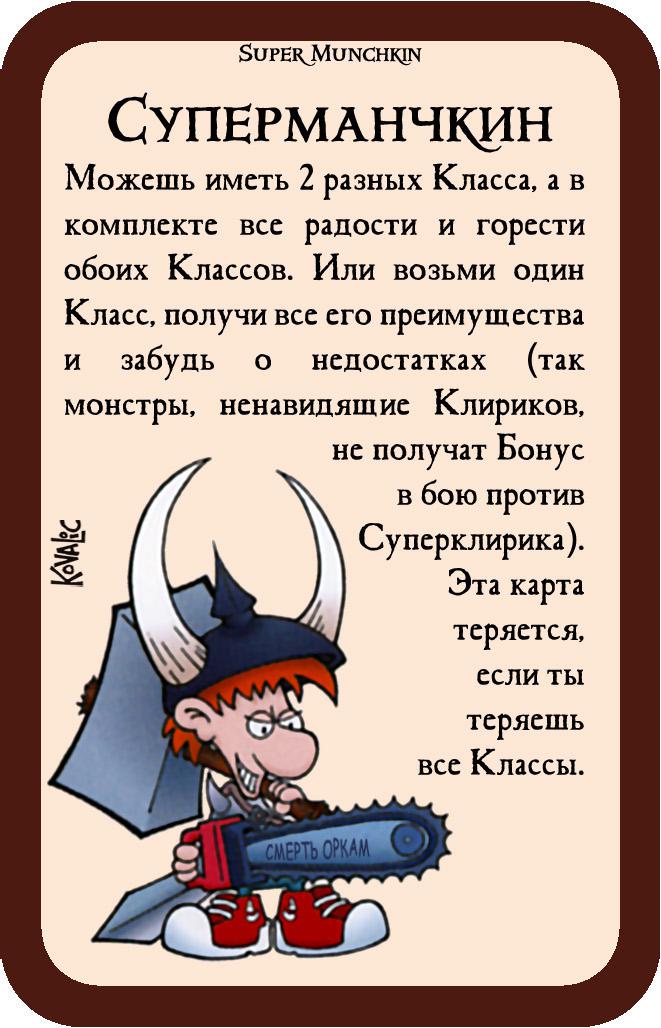 Super Munchkin
Суперманчкин
Можешь иметь 2 разных Класса, а в
комплекте все радости и горести
обоих Классов. Или возьми один
Класс, получи все его преимущества
и забудь о недостатках (так
монстры, ненавидящие Клириков,
не получат Бонус
в бою против
Суперклирика).
Эта карта
теряется,
если ты
теряешь
все Классы.
KOVALIC
СМЕРТЬ ОРКАМ